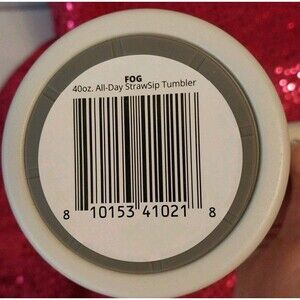 FOG
40oz. All-Day StrawSip Tumbler
8 10153 41021 8